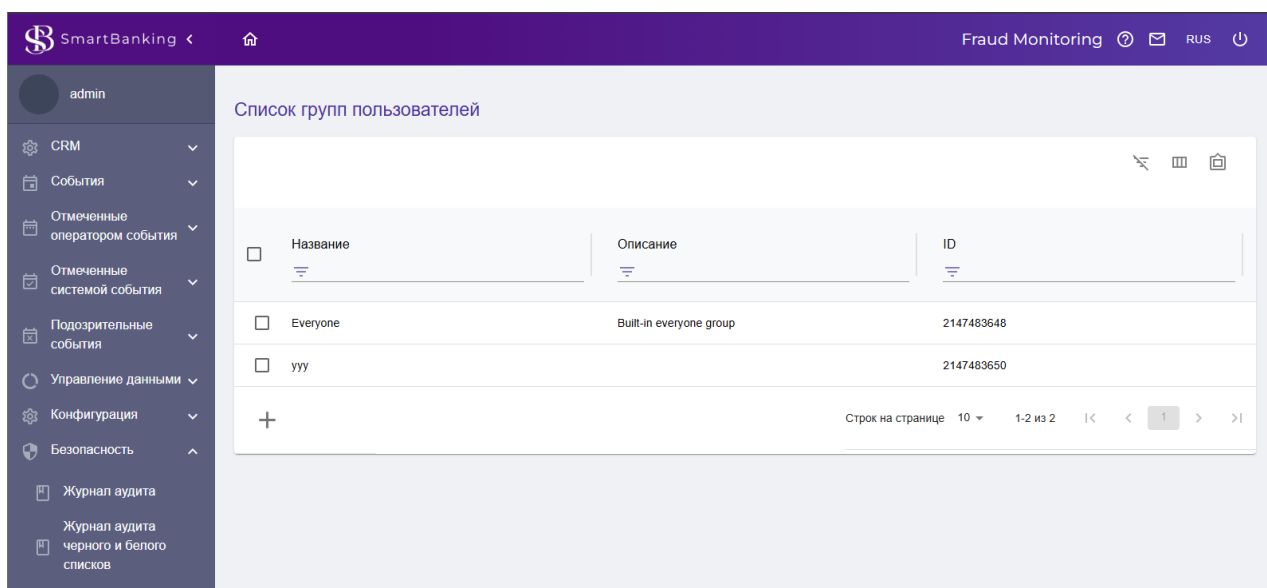 SmartBanking
Fraud Monitoring
RUS
admin
CRM
События
Отмеченные
оператором события
Отмеченные
системой события
Подозрительные
события
Управление данными
Конфигурация
Безопасность
Журнал аудита
Журнал аудита
черного и белого
списков
Список групп пользователей
Название Описание ID
Everyone Built-in everyone group 2147483648
yyy 2147483650
Строк на странице 10 1-2 из 2 1